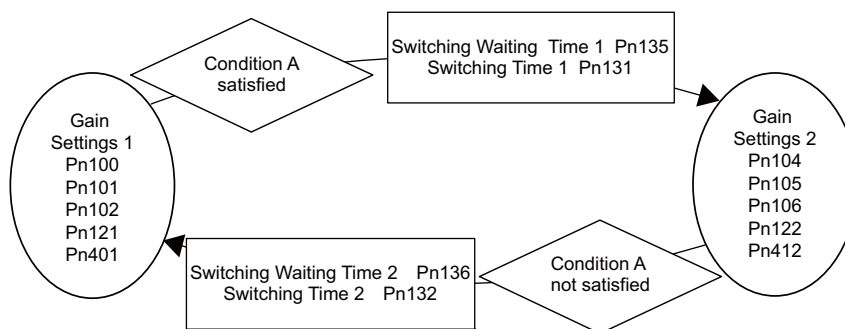 Condition A
satisfied
Switching Waiting Time 1 Pn135
Switching Time 1 Pn131
Gain
Settings 1
Pn100
Pn101
Pn102
Pn121
Pn401
Gain
Settings 2
Pn104
Pn105
Pn106
Pn122
Pn412
Switching Waiting Time 2 Pn136
Switching Time 2 Pn132
Condition A
not satisfied